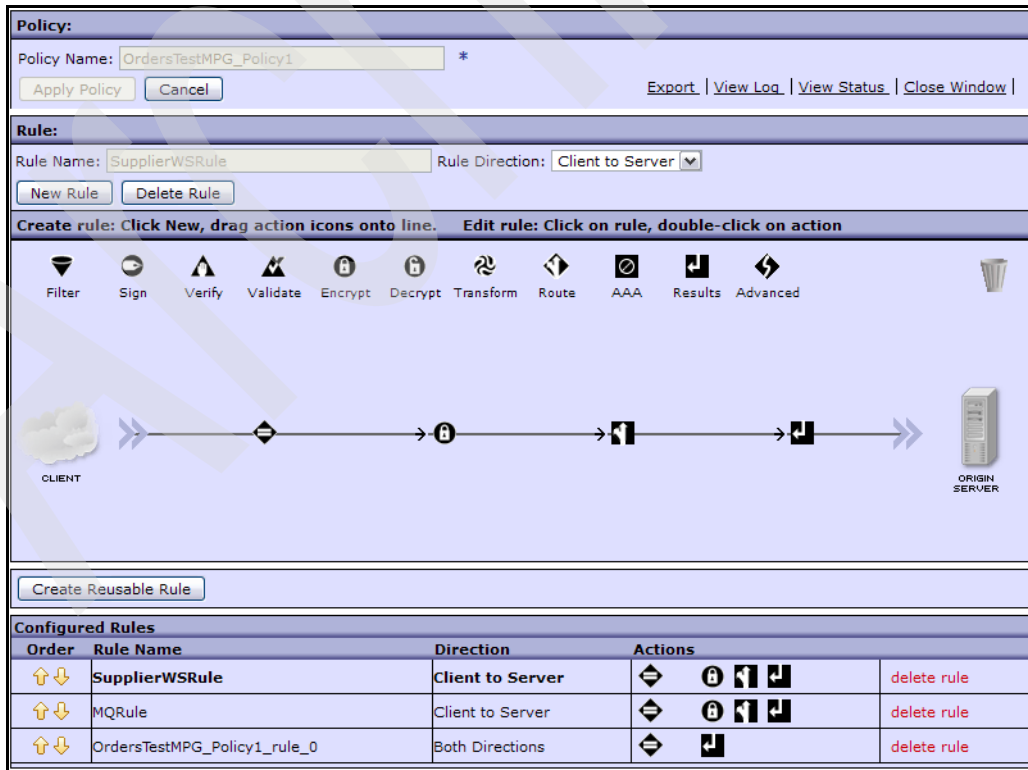 Policy:
Policy Name: OrdersTestMPG_Policy1 *
Apply Policy Cancel Export | View Log | View Status | Close Window |
Rule:
Rule Name: SupplierWSRule Rule Direction: Client to Server
New Rule Delete Rule
Create rule: Click New, drag action icons onto line. Edit rule: Click on rule, double-click on action
Filter Sign Verify Validate Encrypt Decrypt Transform Route AAA Results Advanced
CLIENT ORIGIN
SERVER
Create Reusable Rule
Configured Rules
Order Rule Name Direction Actions
SupplierWSRule Client to Server delete rule
MQRule Client to Server delete rule
OrdersTestMPG_Policy1_rule_0 Both Directions delete rule